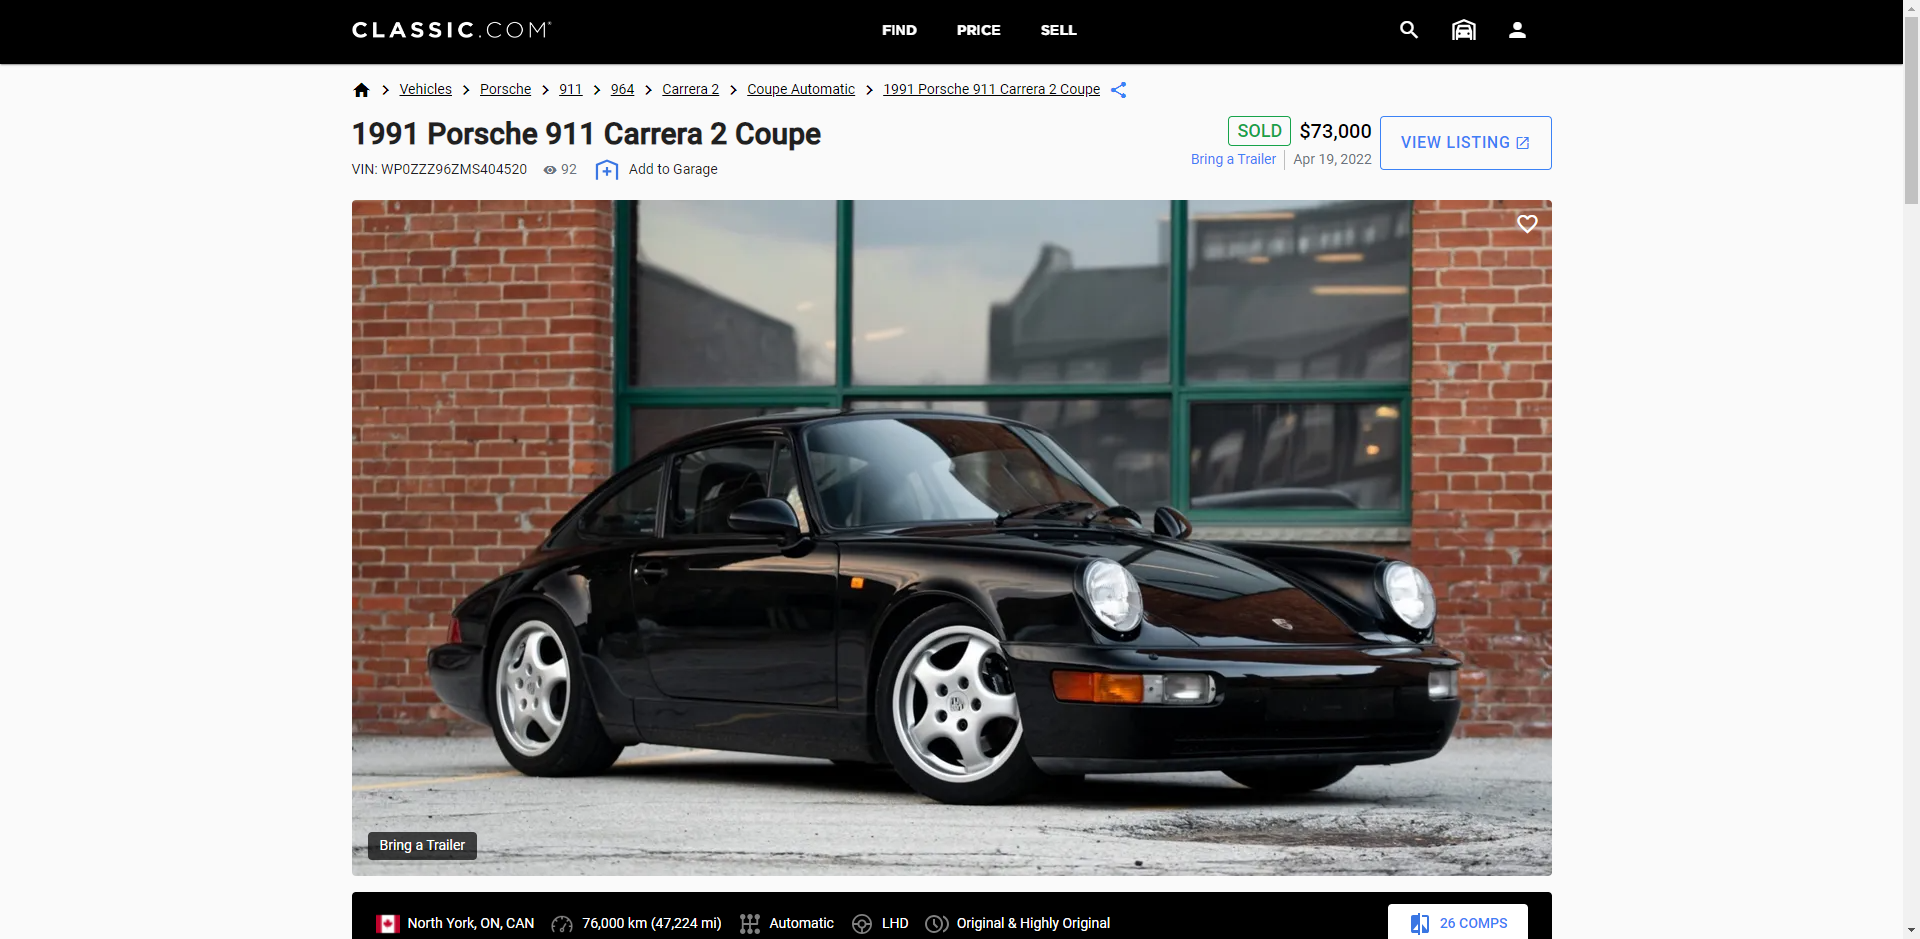 CLASSIC.COM
FIND PRICE SELL
Vehicles Porsche 911 964 Carrera 2 Coupe Automatic 1991 Porsche 911 Carrera 2 Coupe
1991 Porsche 911 Carrera 2 Coupe
SOLD $73,000
VIEW LISTING
Bring a Trailer Apr 19, 2022
VIN: WP0ZZZ96ZMS404520 92 Add to Garage
Bring a Trailer
North York, ON, CAN 76,000 km (47,224 mi) Automatic LHD Original & Highly Original 26 COMPS